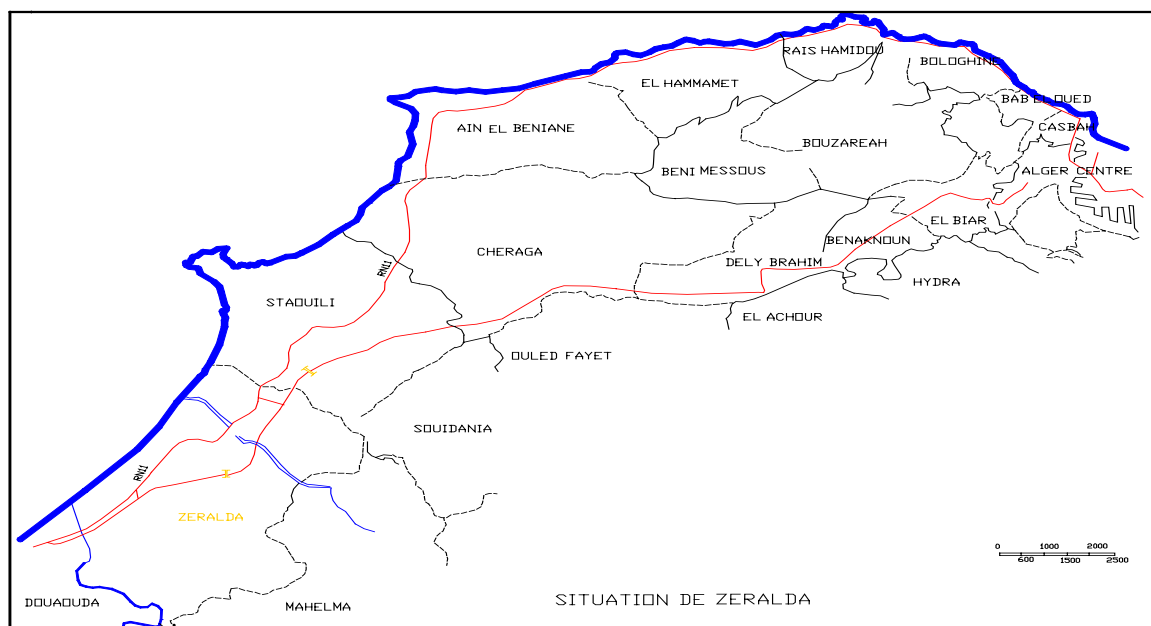 RAIS HAMIDOU
BOLOGHINE
EL HAMMAMET
BAB EL OUED
AIN EL BENIANE
CASBAH
BOUZAREAH
BENI MESSOUS
ALGER CENTRE
EL BIAR
BENAKNOUN
CHERAGA
DELY BRAHIM
RN11
HYDRA
STAOUILI
EL ACHOUR
OULED FAYET
SOUIDANIA
RN11
ZERALDA
0 1000 2000
600 1500 2500
DOUAOUDA
MAHELMA
SITUATION DE ZERALDA